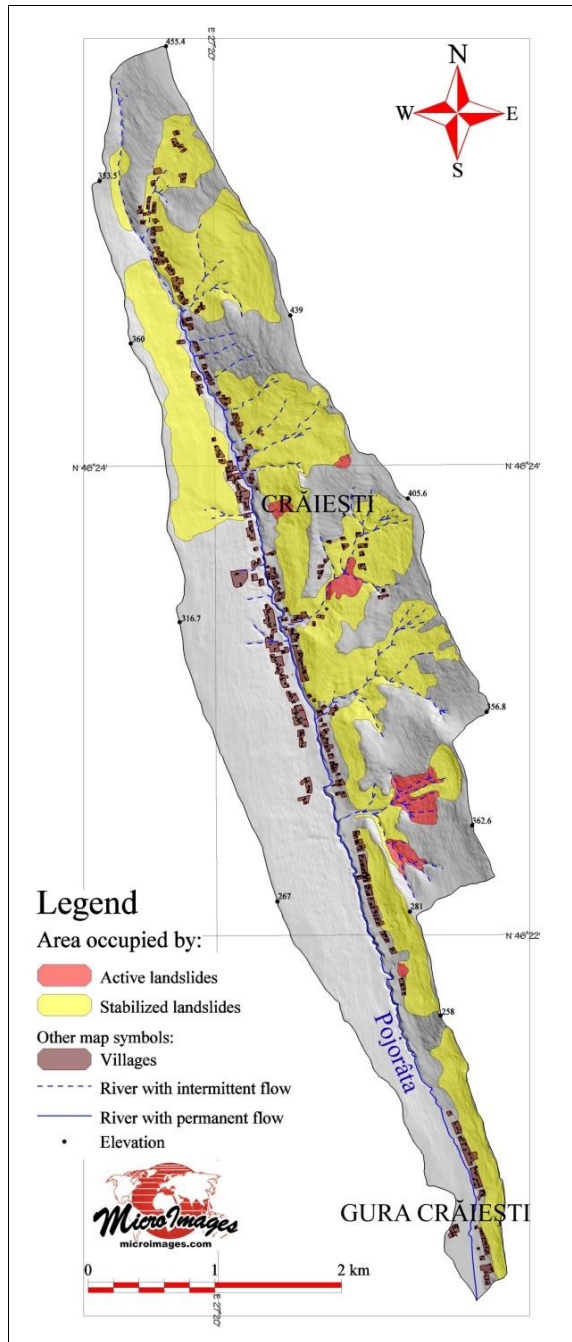 455.4
E 27°20'
N
W E
S
353.5
439
360
N 46°24' N 46°24'
405.6
CRĂIEȘTI
316.7
356.8
362.6
267
281
Legend
Area occupied by:
N 46°22'
Active landslides
Stabilized landslides
258
Other map symbols:
Villages
River with intermittent flow
River with permanent flow
Elevation
Pojorâta
MicroImages
microimages.com
GURA CRĂIEȘTI
0 1 2 km
E 27°20'